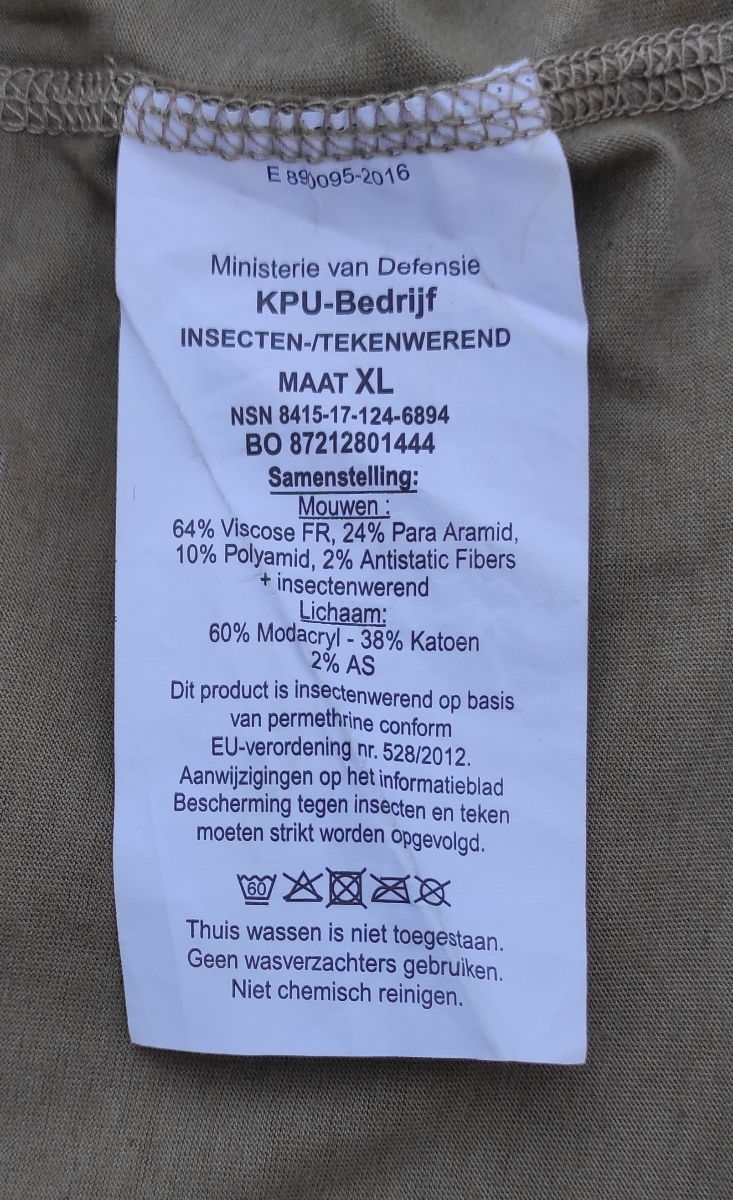 E 890095-2016
Ministerie van Defensie
KPU-Bedrijf
INSECTEN-/TEKENWEREND
MAAT XL
NSN 8415-17-124-6894
BO 87212801444
Samenstelling:
Mouwen :
64% Viscose FR, 24% Para Aramid,
10% Polyamid, 2% Antistatic Fibers
+ insectenwerend
Lichaam:
60% Modacryl - 38% Katoen
2% AS
Dit product is insectenwerend op basis
van permethrine conform
EU-verordening nr. 528/2012.
Aanwijzigingen op het informatieblad
Bescherming tegen insecten en teken
moeten strikt worden opgevolgd.
60
Thuis wassen is niet toegestaan.
Geen wasverzachters gebruiken.
Niet chemisch reinigen.